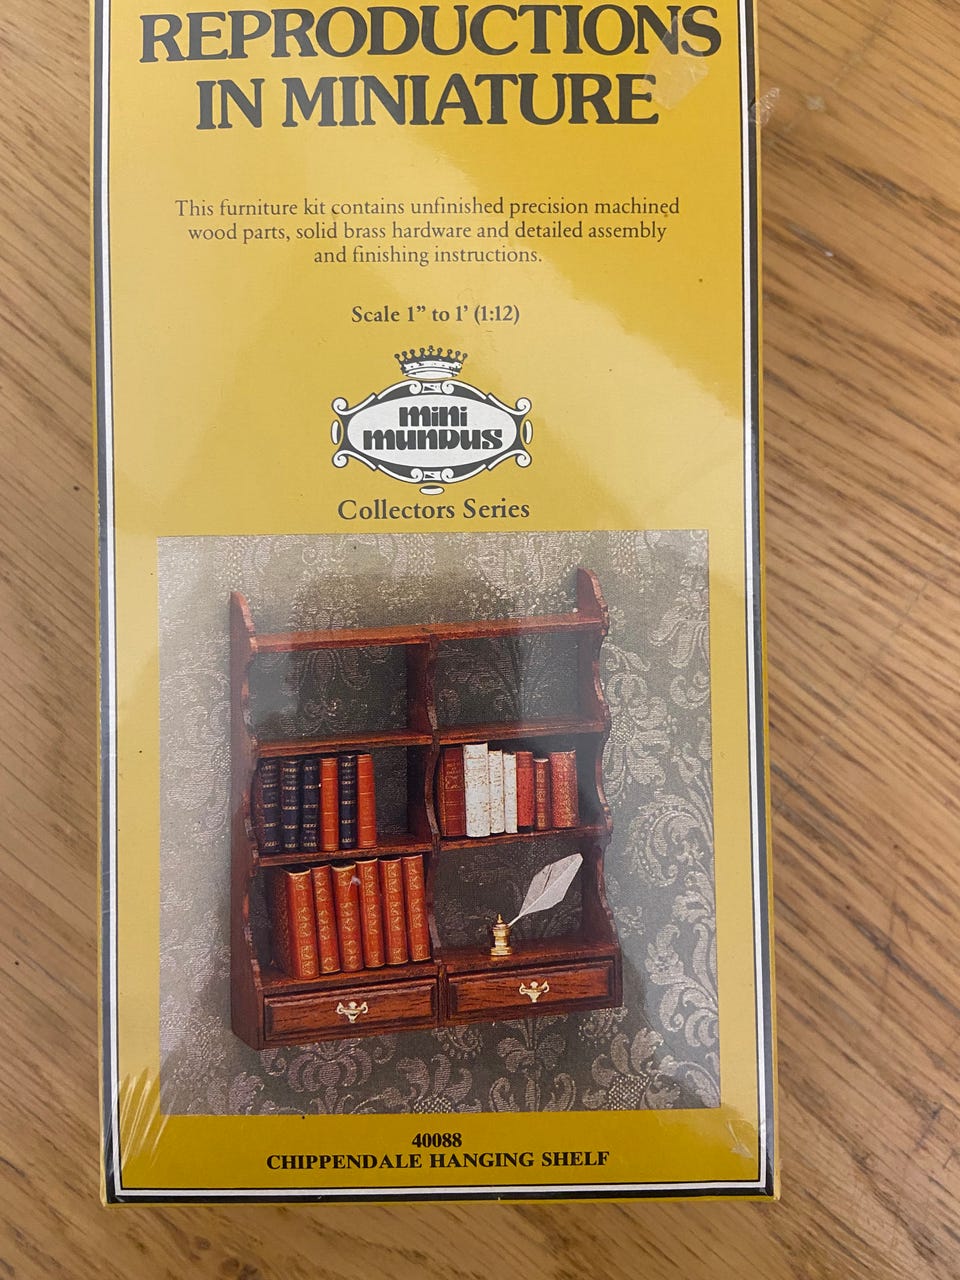 REPRODUCTIONS
IN MINIATURE
This furniture kit contains unfinished precision machined
wood parts, solid brass hardware and detailed assembly
and finishing instructions.
Scale 1” to 1’ (1:12)
mini
mundus
Collectors Series
40088
CHIPPENDALE HANGING SHELF